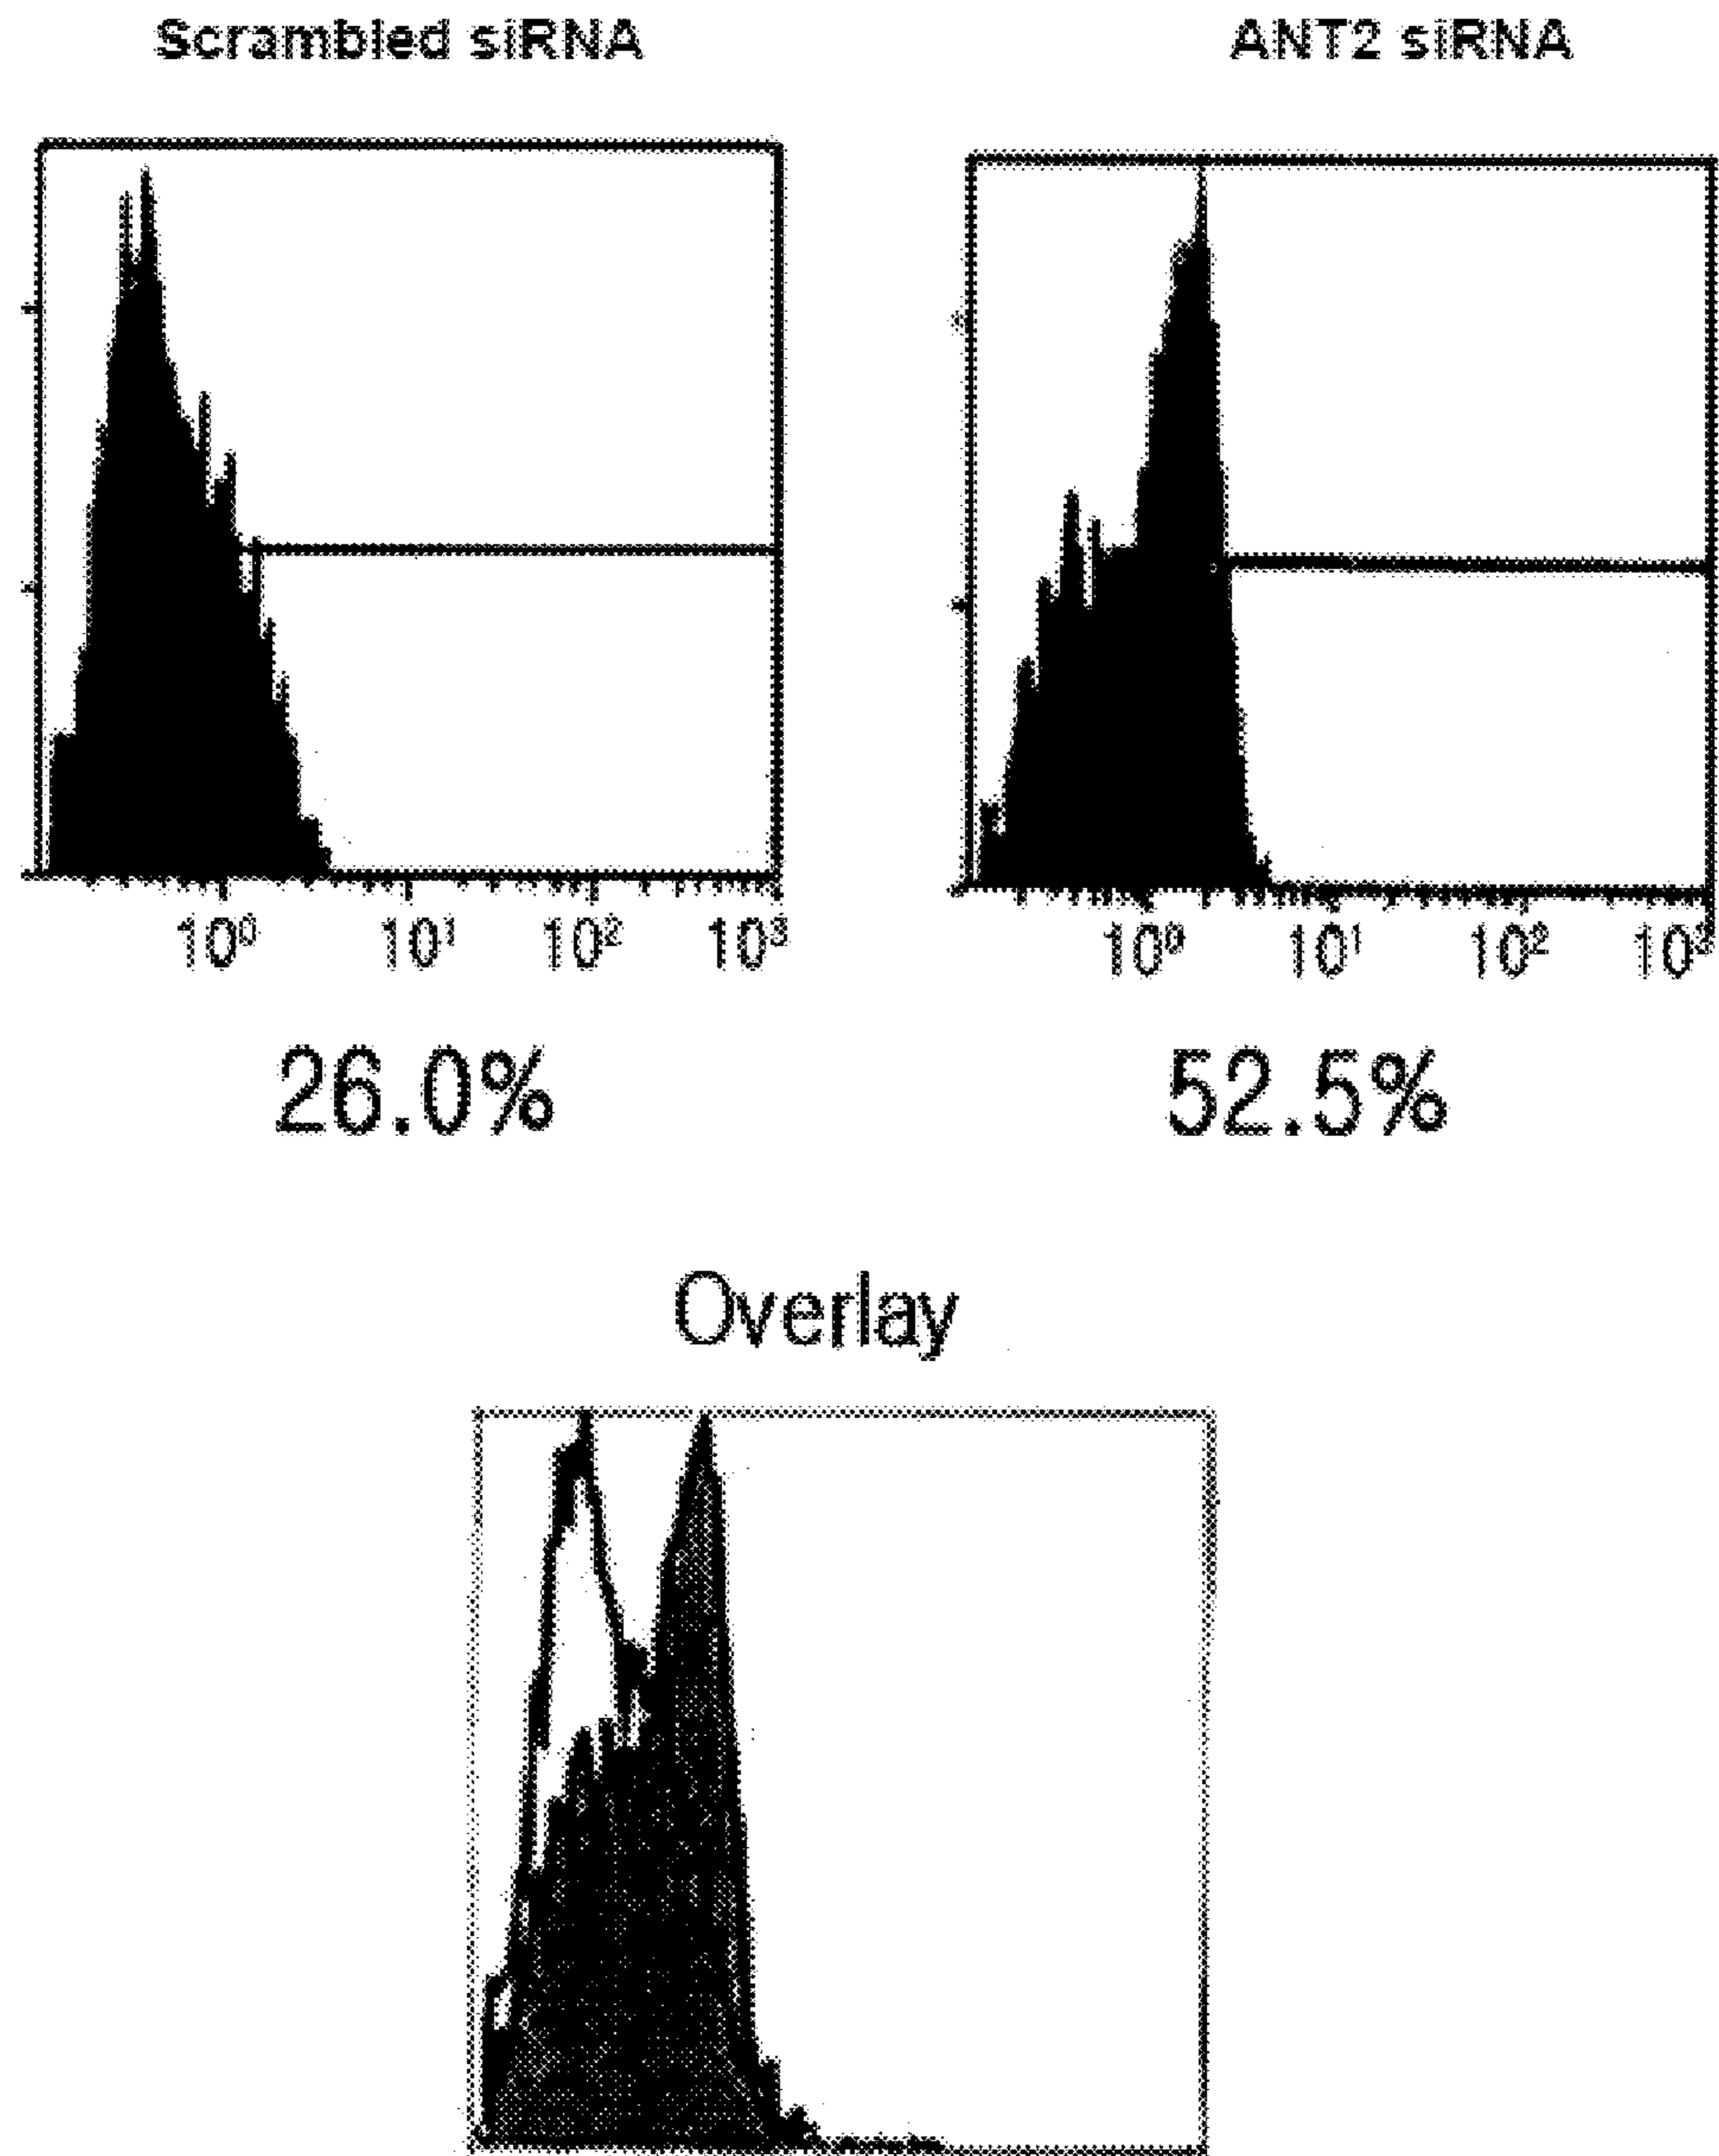 Scrambled siRNA
ANT2 siRNA
10⁰ 10¹ 10² 10³
10⁰ 10¹ 10² 10³
26.0%
52.5%
Overlay